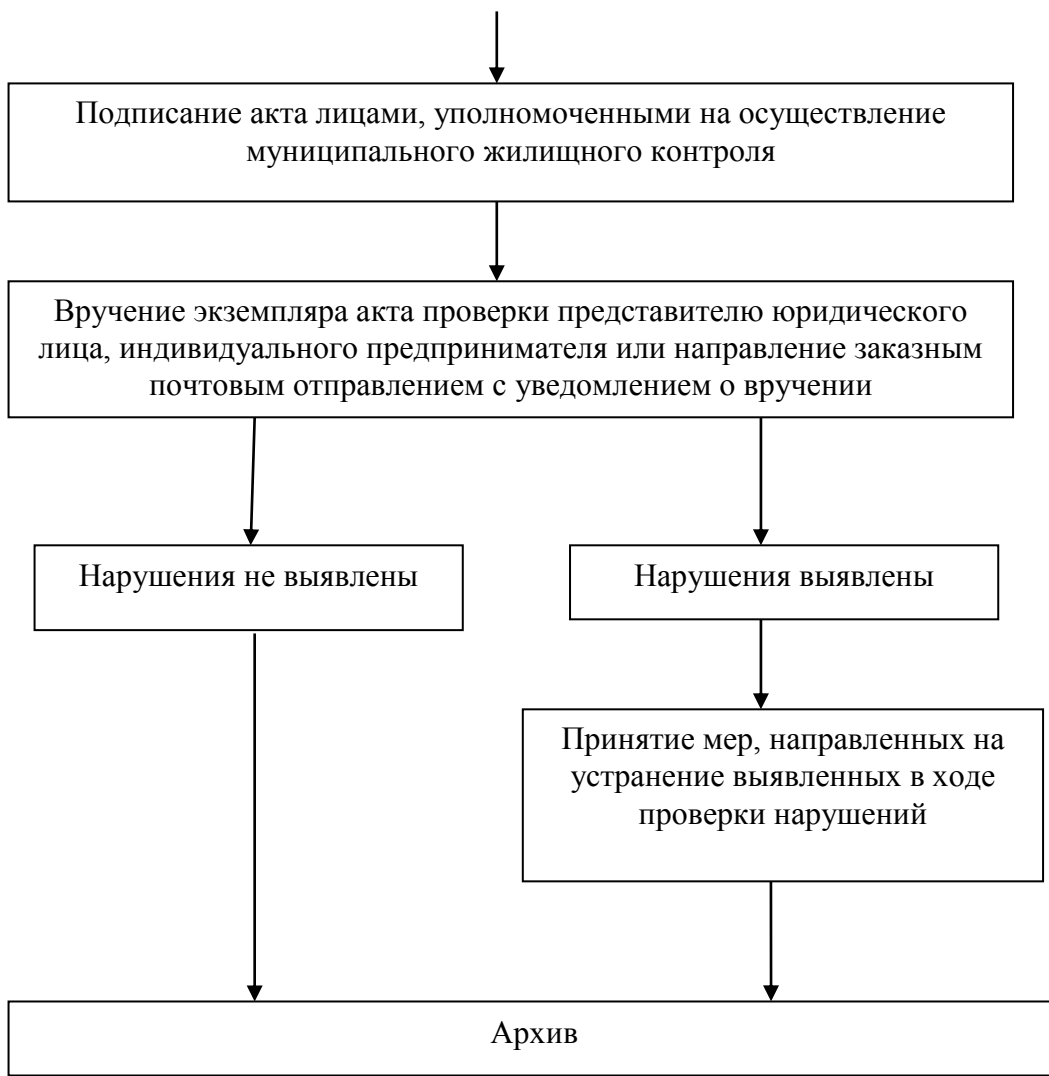 Подписание акта лицами, уполномоченными на осуществление
муниципального жилищного контроля
Вручение экземпляра акта проверки представителю юридического
лица, индивидуального предпринимателя или направление заказным
почтовым отправлением с уведомлением о вручении
Нарушения не выявлены
Нарушения выявлены
Принятие мер, направленных на
устранение выявленных в ходе
проверки нарушений
Архив